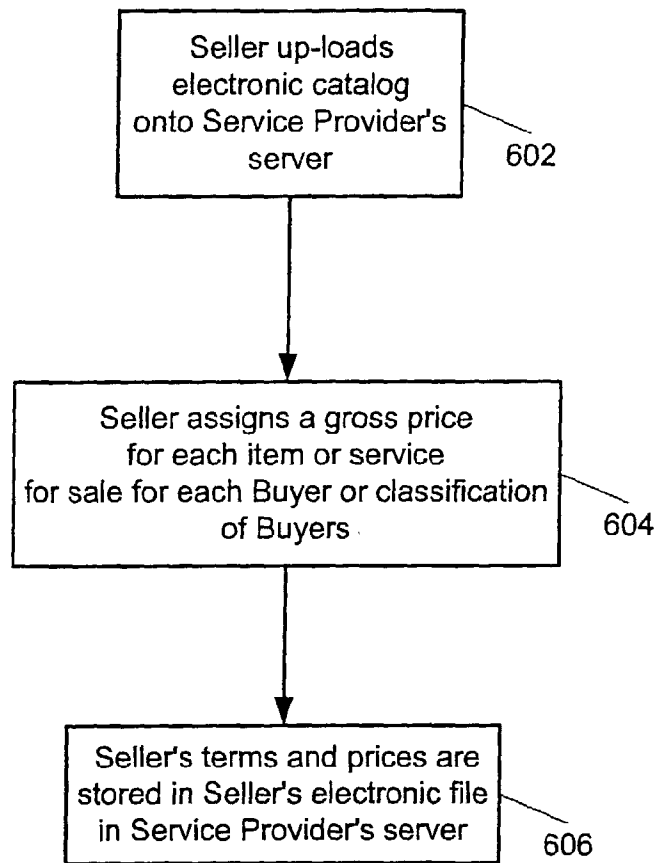 Seller up-loads
electronic catalog
onto Service Provider's
server
602
Seller assigns a gross price
for each item or service
for sale for each Buyer or classification
of Buyers
604
Seller's terms and prices are
stored in Seller's electronic file
in Service Provider's server
606